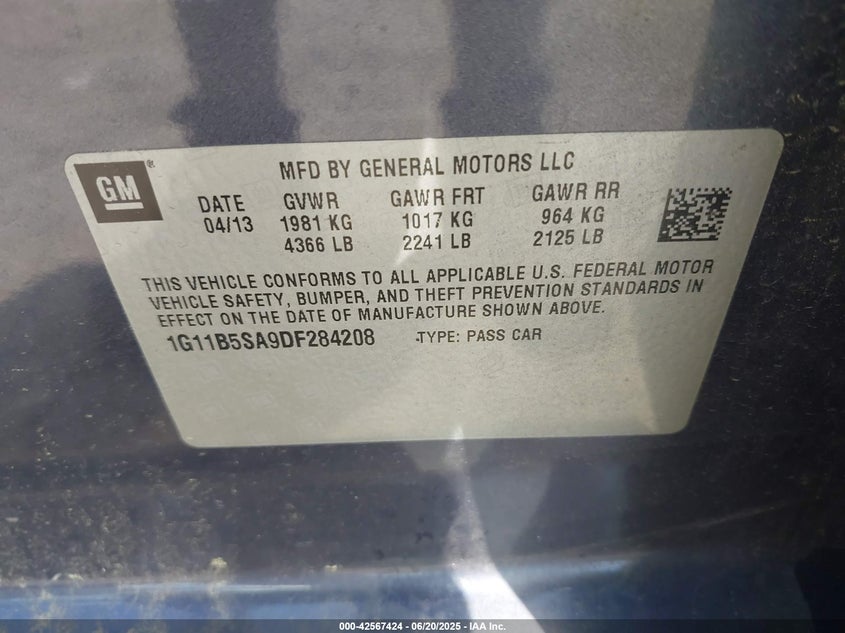 GM
MFD BY GENERAL MOTORS LLC
DATE GVWR GAWR FRT GAWR RR
04/13 1981 KG 1017 KG 964 KG
4366 LB 2241 LB 2125 LB
THIS VEHICLE CONFORMS TO ALL APPLICABLE U.S. FEDERAL MOTOR
VEHICLE SAFETY, BUMPER, AND THEFT PREVENTION STANDARDS IN
EFFECT ON THE DATE OF MANUFACTURE SHOWN ABOVE.
1G11B5SA9DF284208 TYPE: PASS CAR
000-42567424 - 06/20/2025 - © IAA Inc.